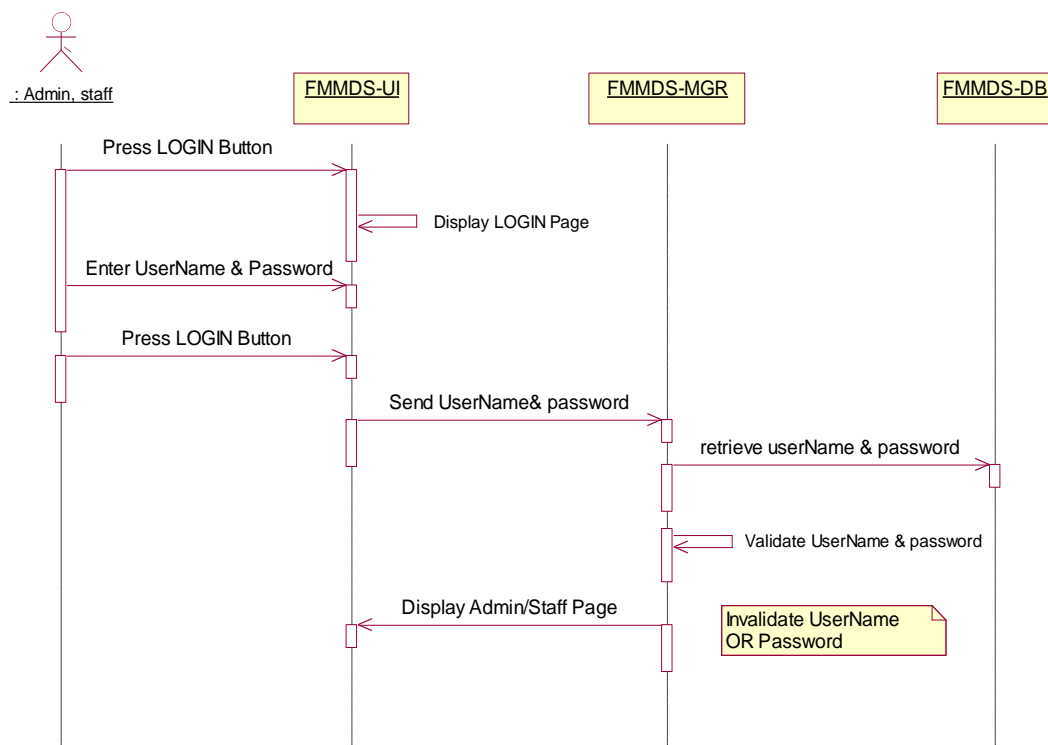 : Admin, staff
FMMDS-UI
FMMDS-MGR
FMMDS-DB
Press LOGIN Button
Display LOGIN Page
Enter UserName & Password
Press LOGIN Button
Send UserName& password
retrieve userName & password
Validate UserName & password
Display Admin/Staff Page
Invalidate UserName
OR Password